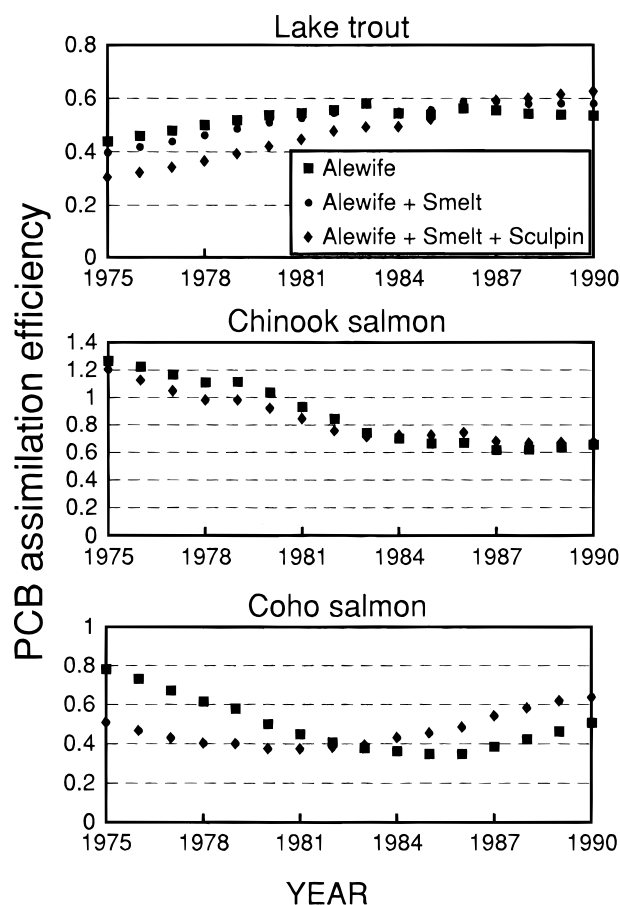 Lake trout
0.8
0.6
0.4
0.2
0
Alewife
Alewife + Smelt
Alewife + Smelt + Sculpin
1975 1978 1981 1984 1987 1990
Chinook salmon
1.4
1.2
1
0.8
0.6
0.4
0.2
0
1975 1978 1981 1984 1987 1990
Coho salmon
1
0.8
0.6
0.4
0.2
0
1975 1978 1981 1984 1987 1990
PCB assimilation efficiency
YEAR